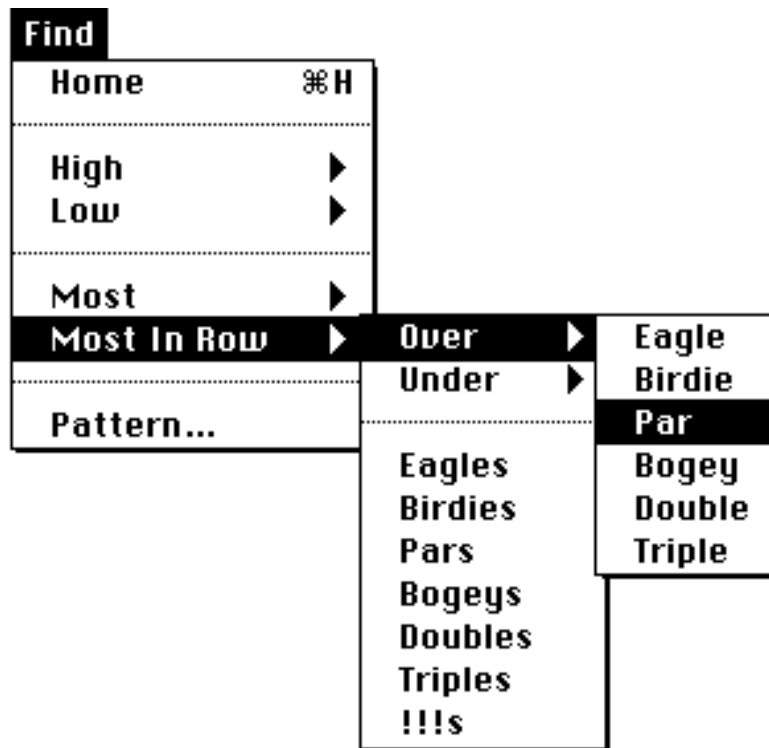 Find
Home ⌘H
High
Low
Most
Most In Row
Pattern...
Over
Under
Eagles
Birdies
Pars
Bogeys
Doubles
Triples
!!!s
Eagle
Birdie
Par
Bogey
Double
Triple